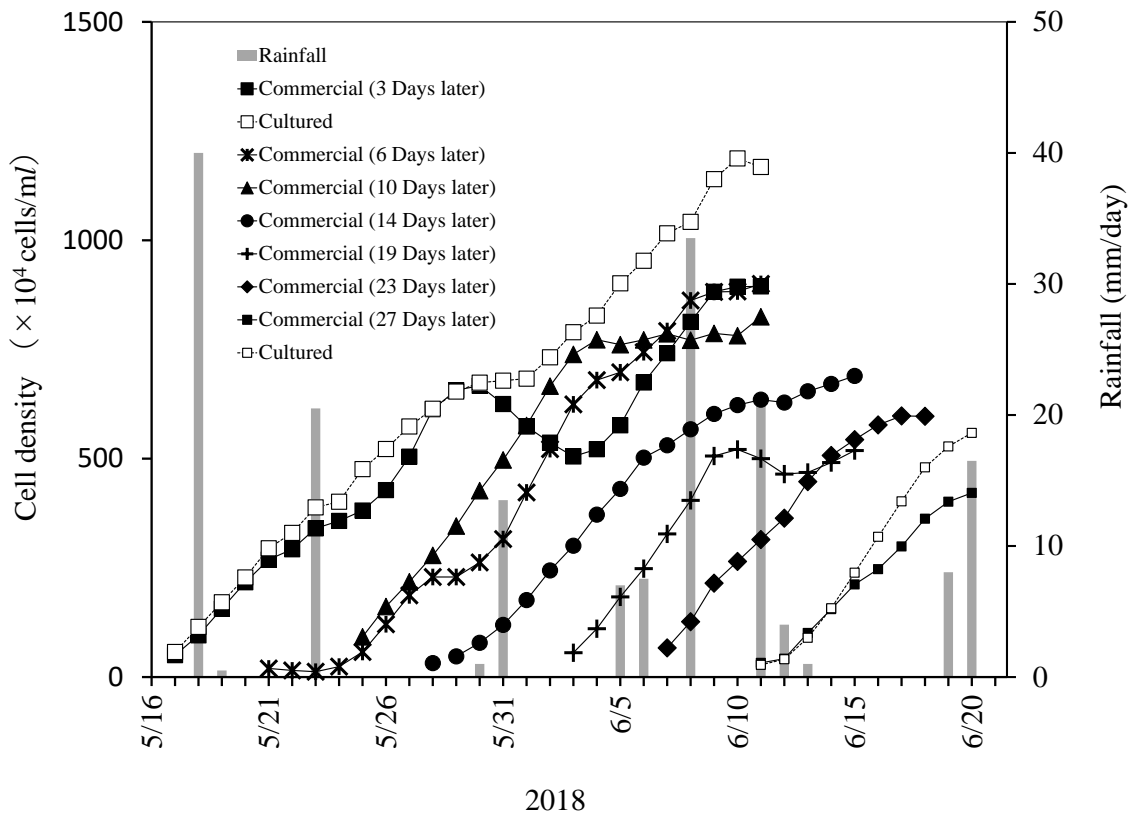 1500
1000
500
0
Cell density (×10⁴ cells/ml)
50
40
30
20
10
0
Rainfall (mm/day)
Rainfall
Commercial (3 Days later)
Cultured
Commercial (6 Days later)
Commercial (10 Days later)
Commercial (14 Days later)
Commercial (19 Days later)
Commercial (23 Days later)
Commercial (27 Days later)
Cultured
5/16
5/21
5/26
5/31
6/5
6/10
6/15
6/20
2018